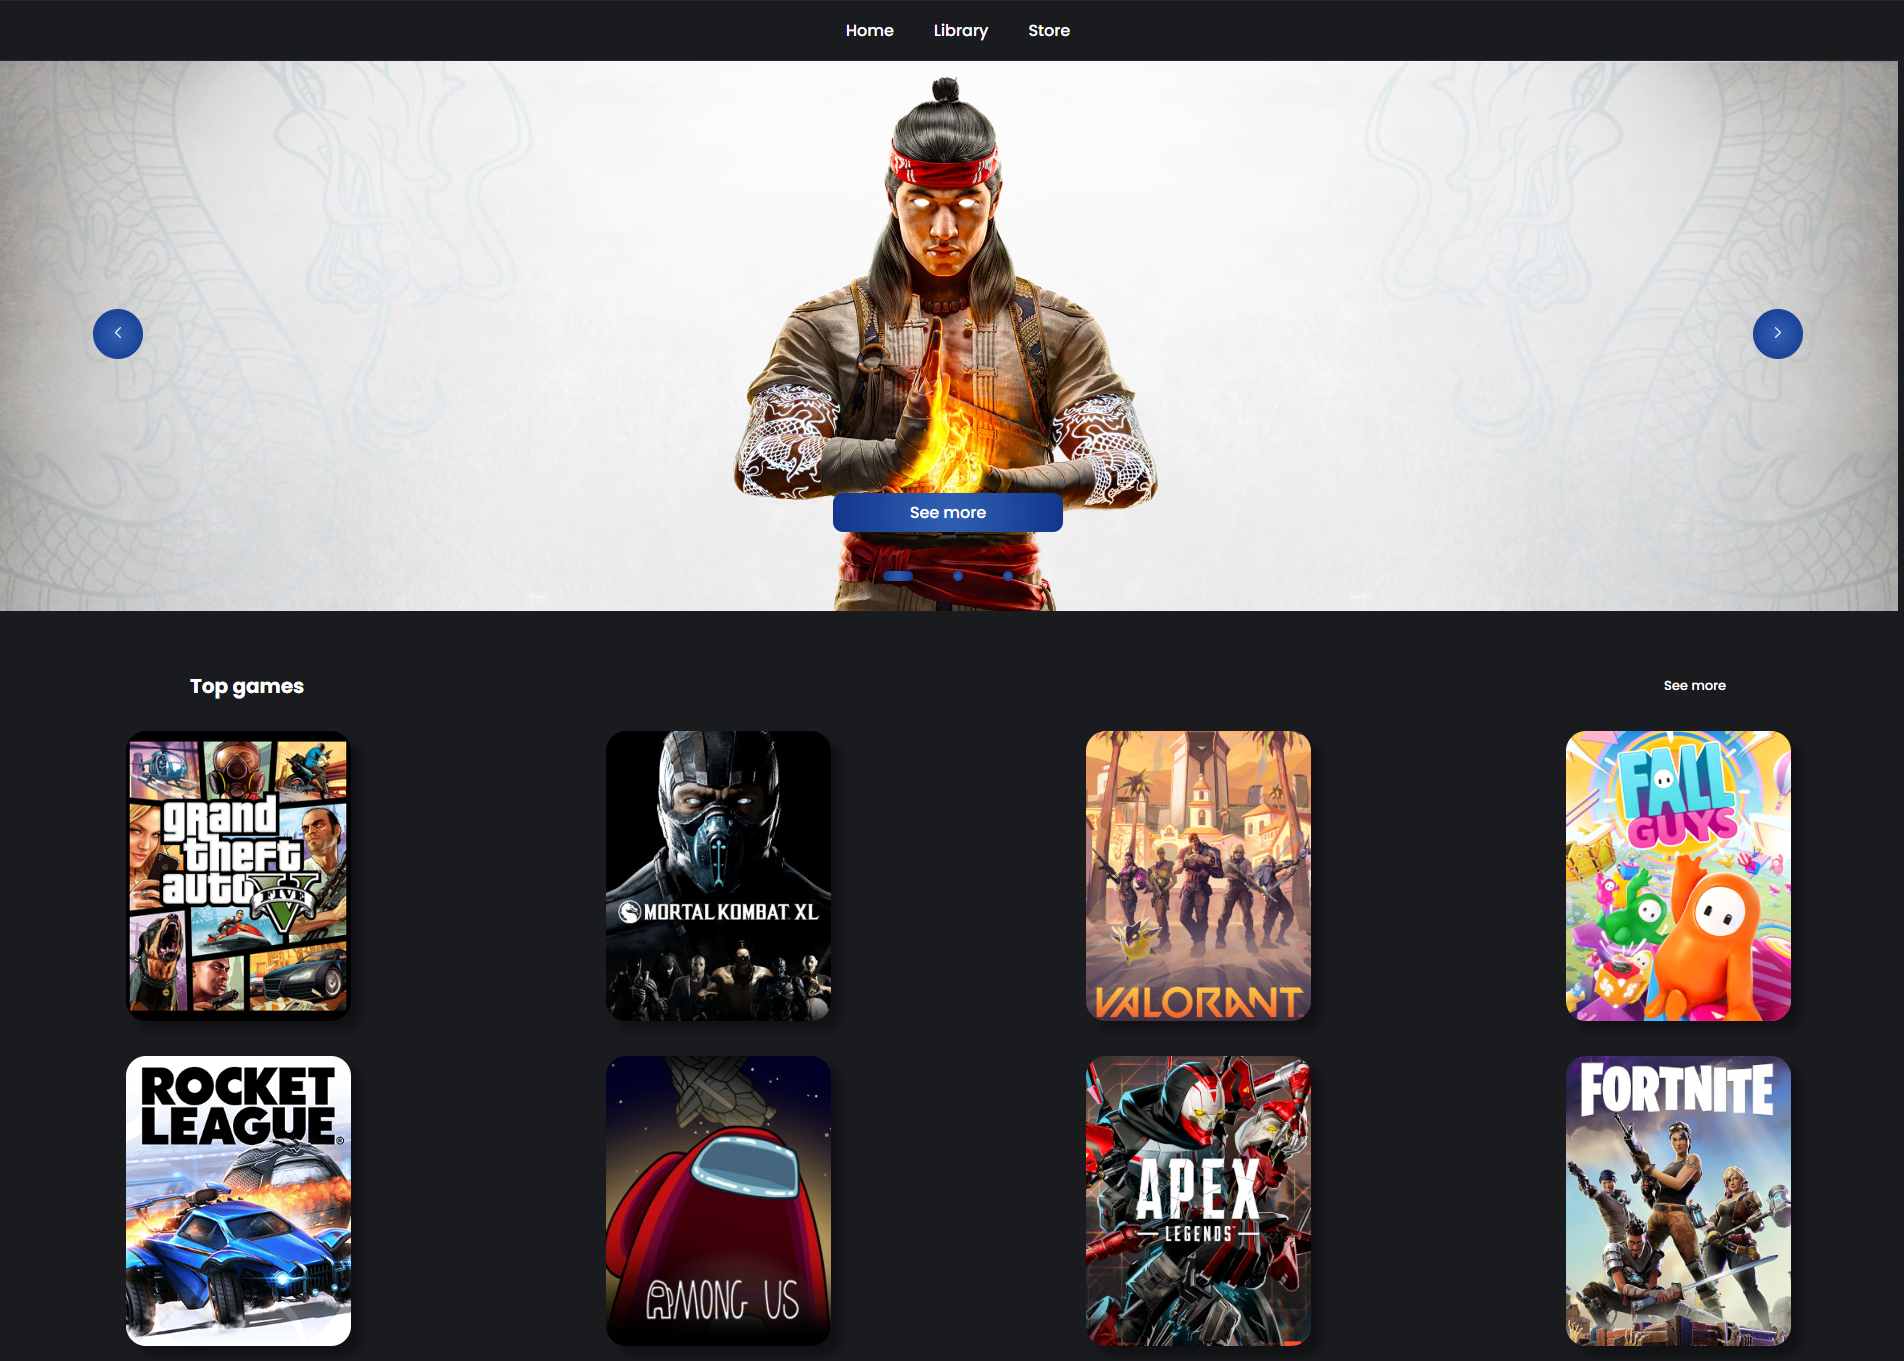 Home Library Store
See more
Top games
See more
grand
theft
auto
FIVE
V
MORTAL KOMBAT XL
VALORANT
FALL
GUYS
ROCKET
LEAGUE®
AMONG US
APEX
LEGENDS
FORTNITE